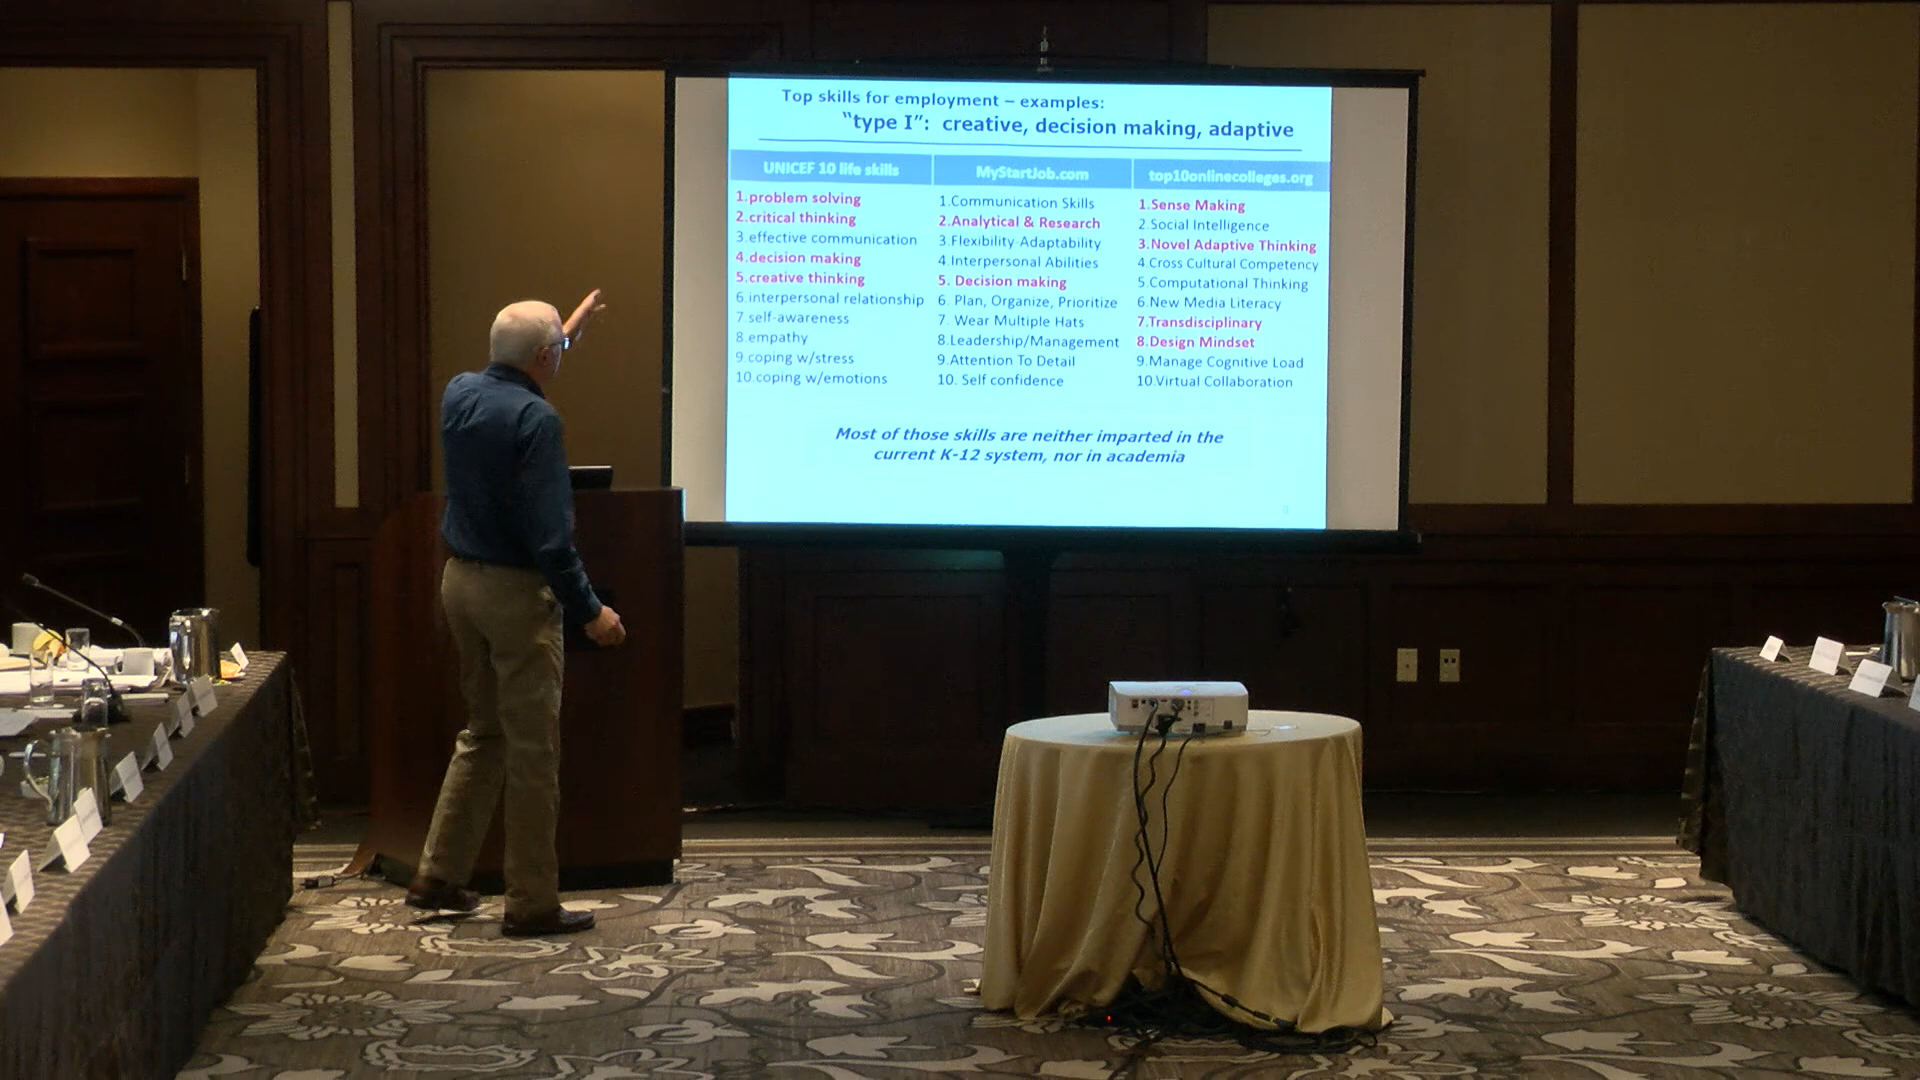 Top skills for employment – examples:
“type I”: creative, decision making, adaptive
UNICEF 10 life skills
1.problem solving
2.critical thinking
3.effective communication
4.decision making
5.creative thinking
6.interpersonal relationship
7 self-awareness
8.empathy
9.coping w/stress
10.coping w/emotions
MyStartJob.com
1.Communication Skills
2.Analytical & Research
3.Flexibility-Adaptability
4.Interpersonal Abilities
5. Decision making
6. Plan, Organize, Prioritize
7. Wear Multiple Hats
8.Leadership/Management
9.Attention To Detail
10. Self confidence
top10onlinecolleges.org
1.Sense Making
2.Social Intelligence
3.Novel Adaptive Thinking
4.Cross Cultural Competency
5.Computational Thinking
6.New Media Literacy
7.Transdisciplinary
8.Design Mindset
9.Manage Cognitive Load
10.Virtual Collaboration
Most of those skills are neither imparted in the
current K-12 system, nor in academia